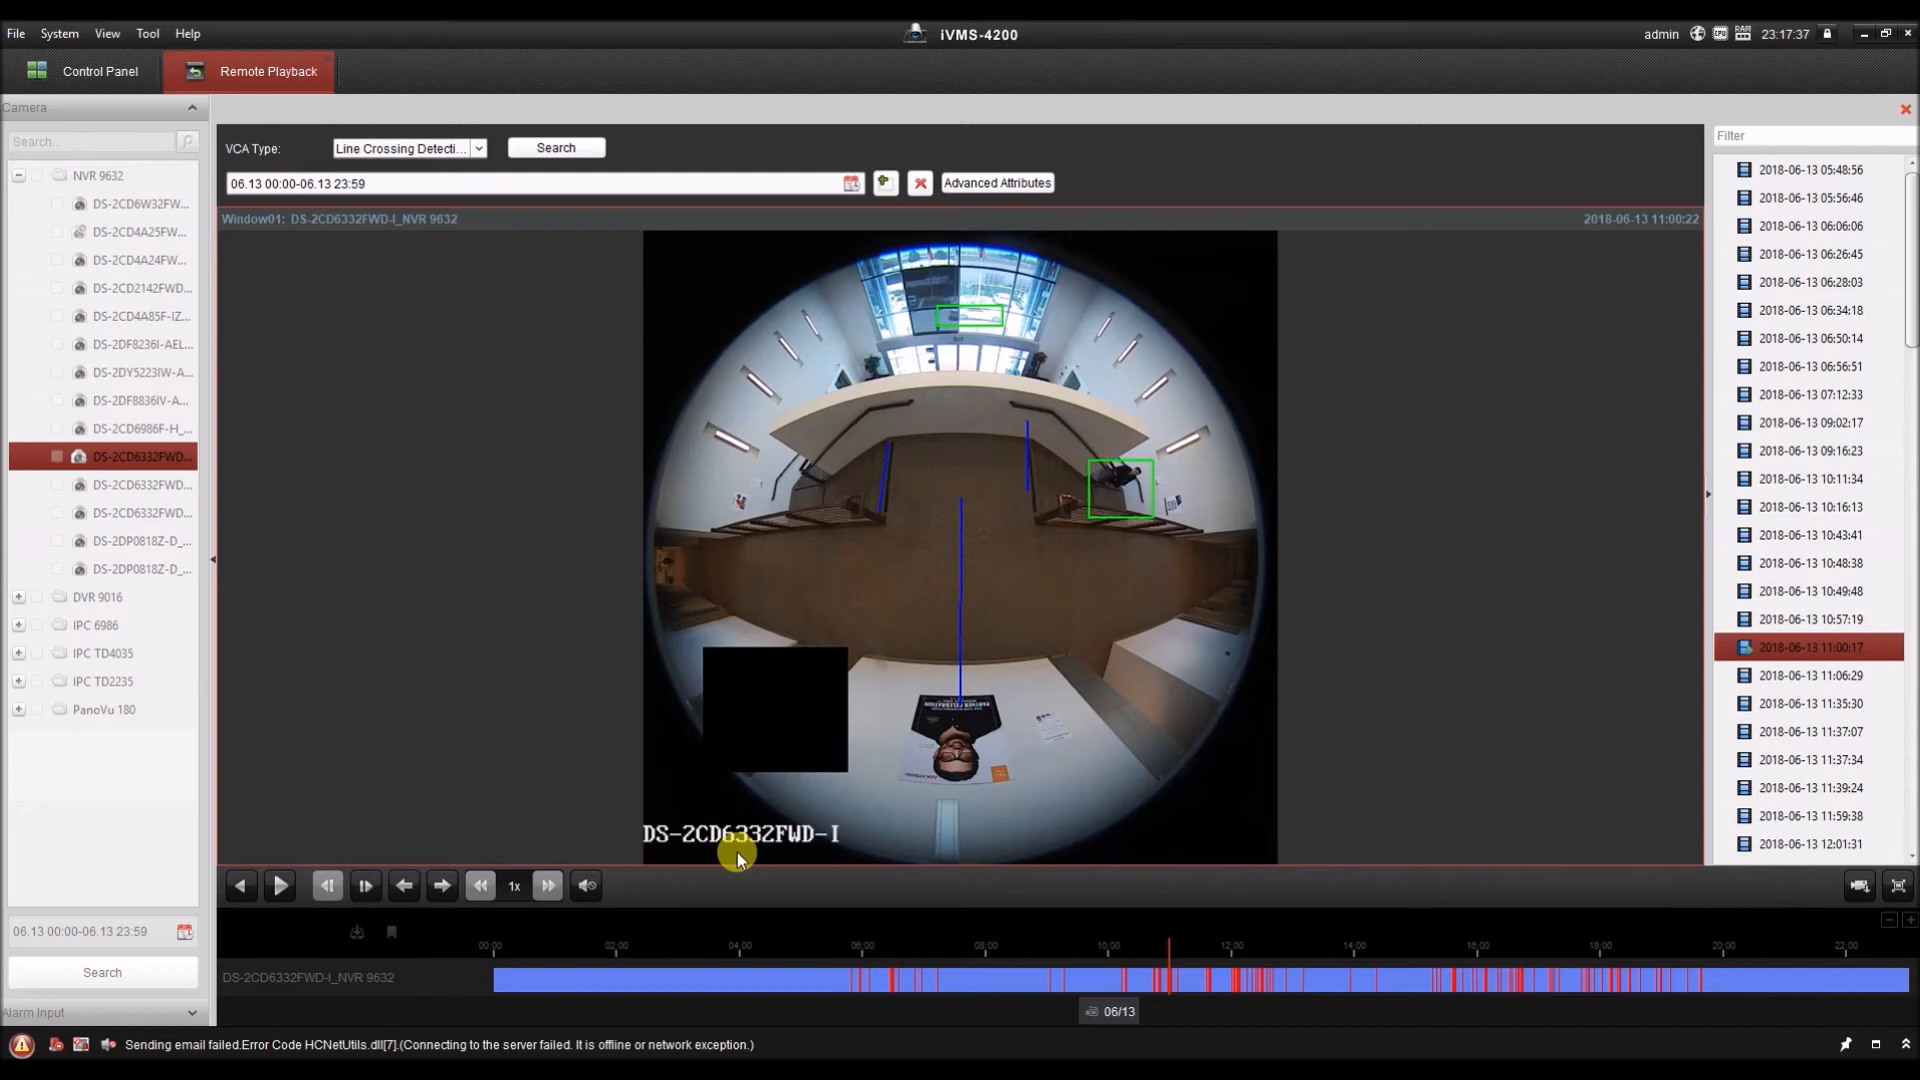 File System View Tool Help
iVMS-4200
admin
CPU
RAM
23:17:37
Control Panel
Remote Playback
Camera
Search...
NVR 9632
DS-2CD6W32FW...
DS-2CD4A25FW...
DS-2CD4A24FW...
DS-2CD2142FWD...
DS-2CD4A85F-IZ...
DS-2DF8236I-AEL...
DS-2DY5223IW-A...
DS-2DF8836IV-A...
DS-2CD6986F-H_...
DS-2CD6332FWD...
DS-2CD6332FWD...
DS-2CD6332FWD...
DS-2DP0818Z-D_...
DS-2DP0818Z-D_...
DVR 9016
IPC 6986
IPC TD4035
IPC TD2235
PanoVu 180
06.13 00:00-06.13 23:59
Search
Alarm Input
VCA Type:
Line Crossing Detecti...
Search
06.13 00:00-06.13 23:59
Advanced Attributes
Window01: DS-2CD6332FWD-I_NVR 9632
2018-06-13 11:00:22
PARTNER CELEBRATION
DS-2CD6332FWD-I
1x
00:00 02:00 04:00 06:00 08:00 10:00 12:00 14:00 16:00 18:00 20:00 22:00
DS-2CD6332FWD-I_NVR 9632
06/13
Filter
2018-06-13 05:48:56
2018-06-13 05:56:46
2018-06-13 06:06:06
2018-06-13 06:26:45
2018-06-13 06:28:03
2018-06-13 06:34:18
2018-06-13 06:50:14
2018-06-13 06:56:51
2018-06-13 07:12:33
2018-06-13 09:02:17
2018-06-13 09:16:23
2018-06-13 10:11:34
2018-06-13 10:16:13
2018-06-13 10:43:41
2018-06-13 10:48:38
2018-06-13 10:49:48
2018-06-13 10:57:19
2018-06-13 11:00:17
2018-06-13 11:06:29
2018-06-13 11:35:30
2018-06-13 11:37:07
2018-06-13 11:37:34
2018-06-13 11:39:24
2018-06-13 11:59:38
2018-06-13 12:01:31
Sending email failed.Error Code HCNetUtils.dll[7].(Connecting to the server failed. It is offline or network exception.)